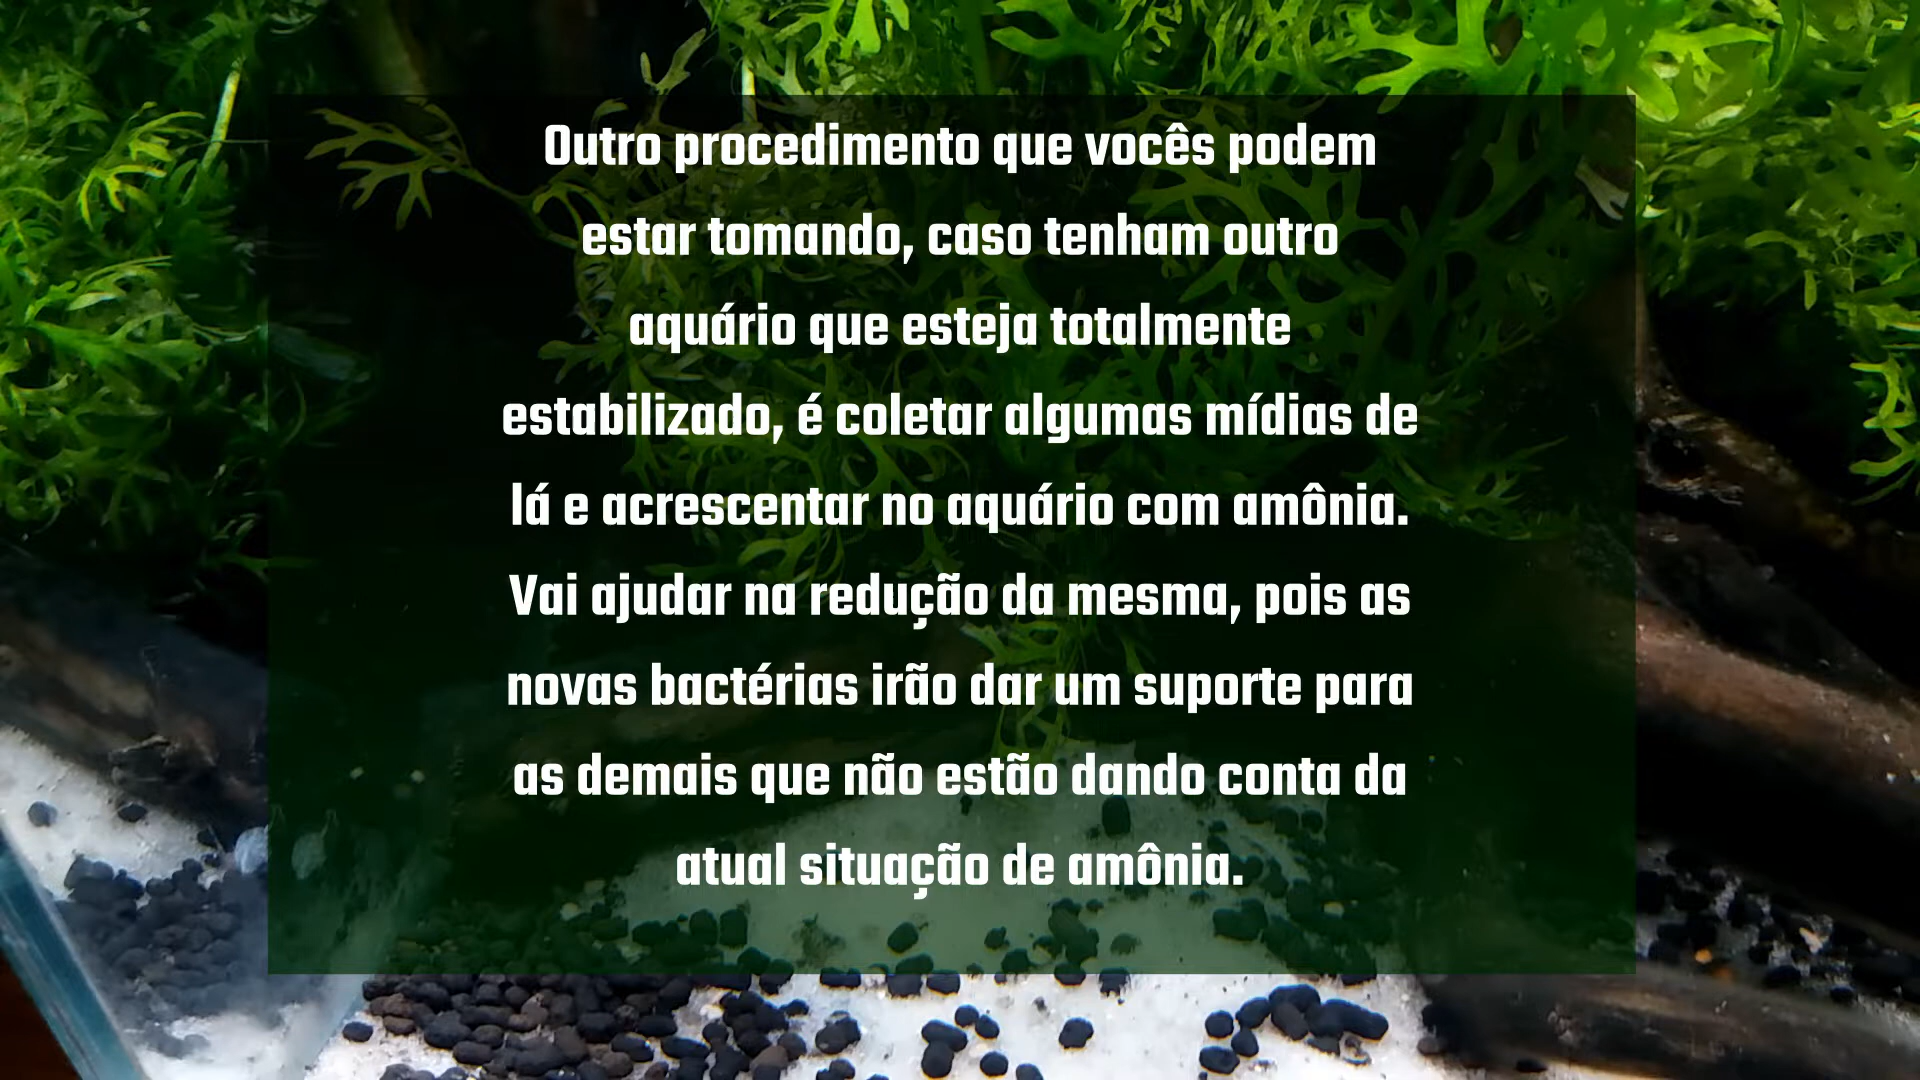 Outro procedimento que vocês podem
estar tomando, caso tenham outro
aquário que esteja totalmente
estabilizado, é coletar algumas mídias de
lá e acrescentar no aquário com amônia.
Vai ajudar na redução da mesma, pois as
novas bactérias irão dar um suporte para
as demais que não estão dando conta da
atual situação de amônia.